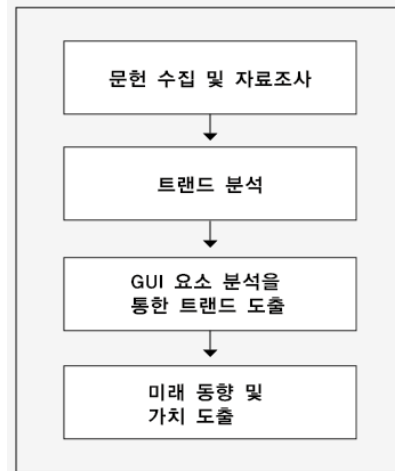 문헌 수집 및 자료조사
트랜드 분석
GUI 요소 분석을
통한 트랜드 도출
미래 동향 및
가치 도출